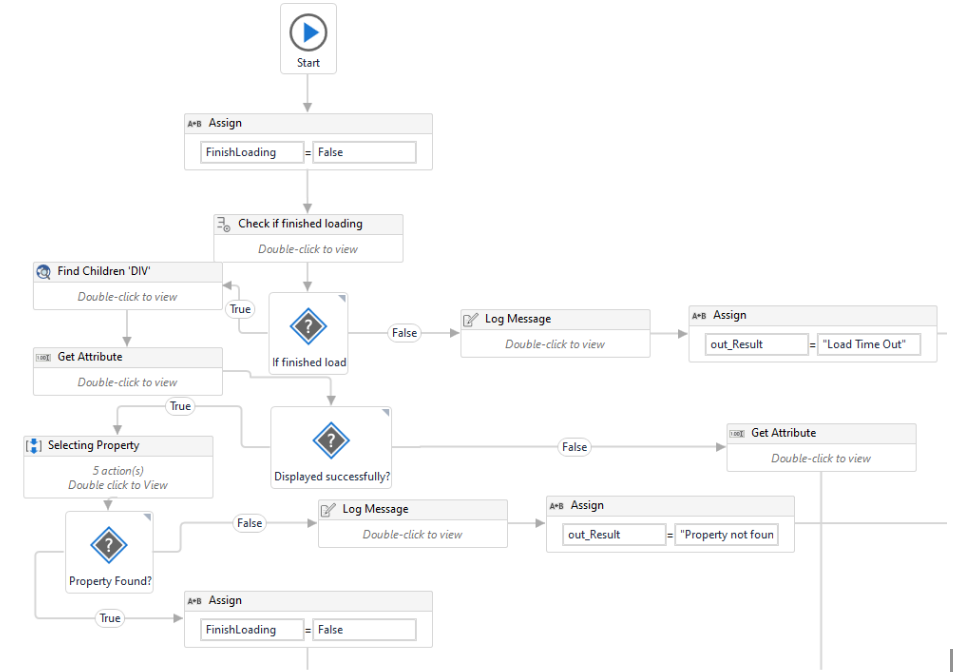 Start
A*B Assign
FinishLoading = False
Check if finished loading
Double-click to view
Find Children 'DIV'
Double-click to view
True
If finished load
False
Log Message
Double-click to view
A*B Assign
out_Result = "Load Time Out"
Get Attribute
Double-click to view
True
Displayed successfully?
False
Get Attribute
Double-click to view
Selecting Property
5 action(s)
Double click to View
Property Found?
False
Log Message
Double-click to view
A*B Assign
out_Result = "Property not foun
True
A*B Assign
FinishLoading = False